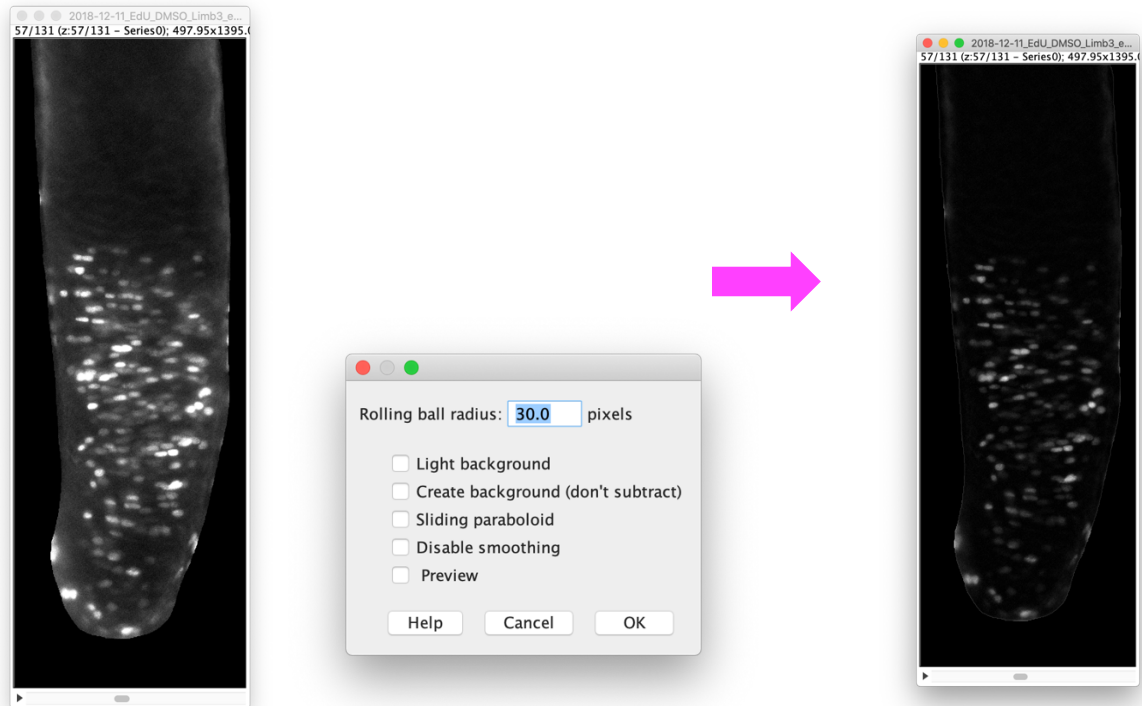 2018-12-11_EdU_DMSO_Limb3_e...
57/131 (z:57/131 - Series0); 497.95x1395.0
Rolling ball radius: 30.0 pixels
Light background
Create background (don't subtract)
Sliding paraboloid
Disable smoothing
Preview
Help Cancel OK
2018-12-11_EdU_DMSO_Limb3_e...
57/131 (z:57/131 - Series0); 497.95x1395.0